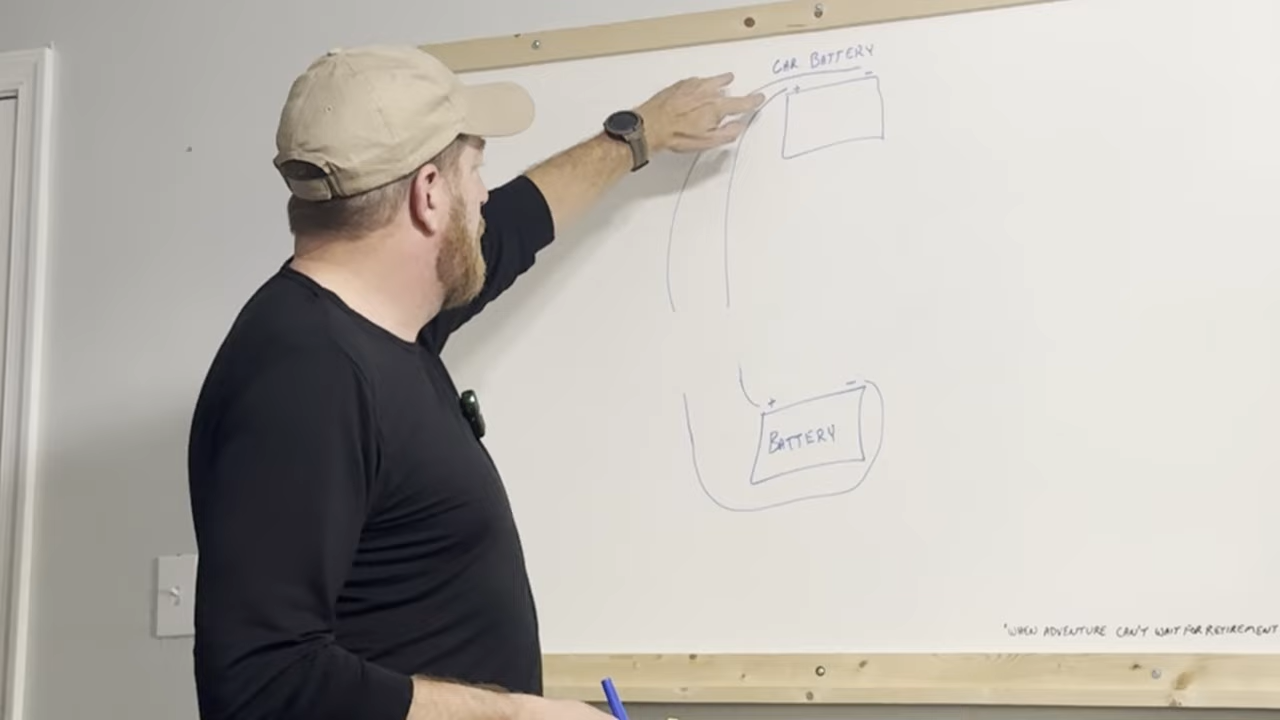 CAR BATTERY
+ -
+ -
BATTERY
"WHEN ADVENTURE CAN'T WAIT FOR RETIREMENT